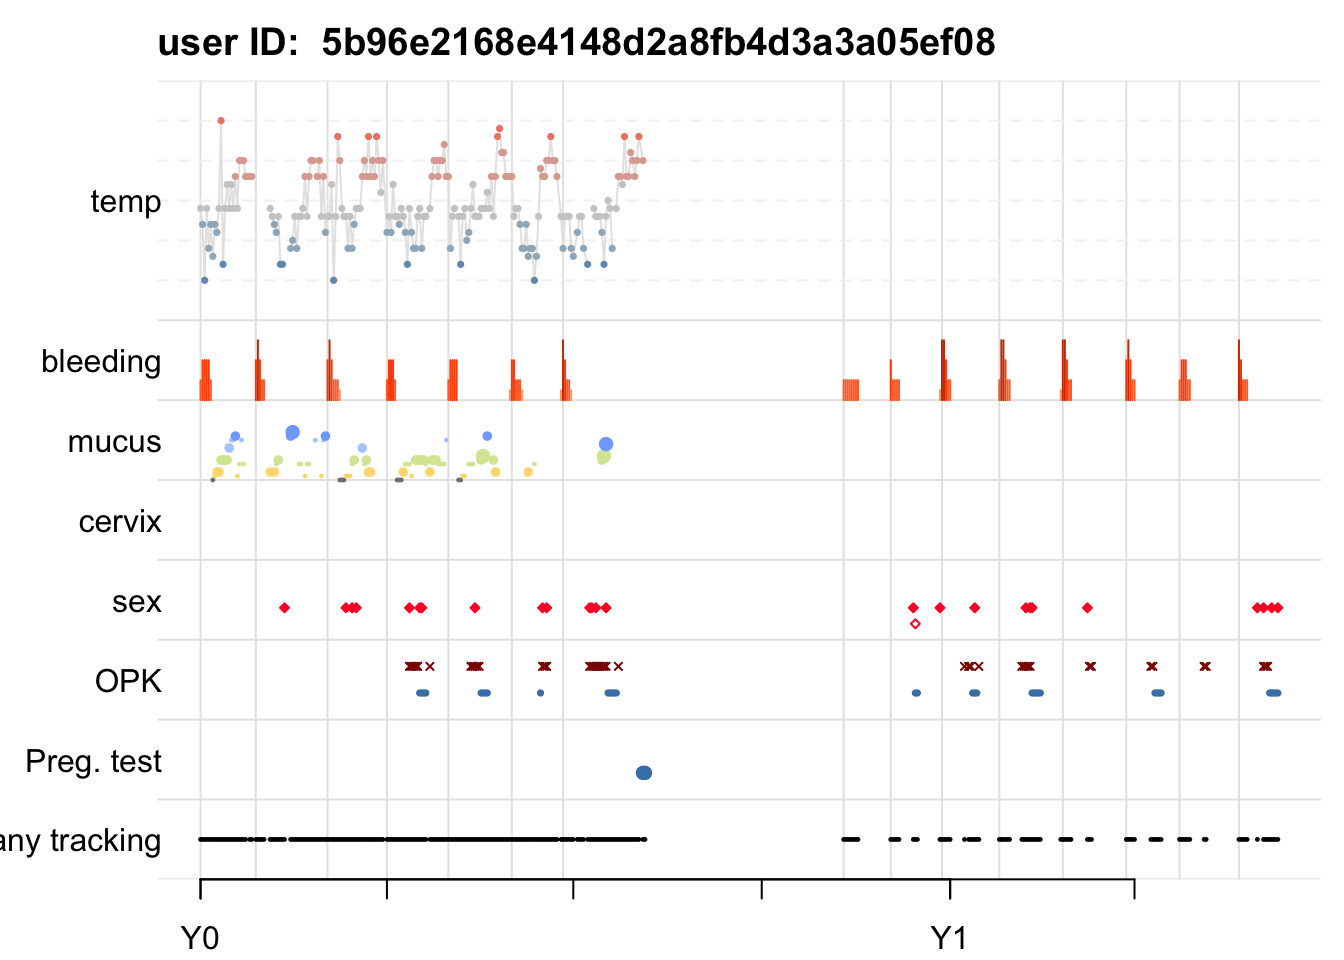 user ID:  5b96e2168e4148d2a8fb4d3a3a05ef08
temp
bleeding
mucus
cervix
sex
OPK
Preg. test
any tracking
Y0 Y1